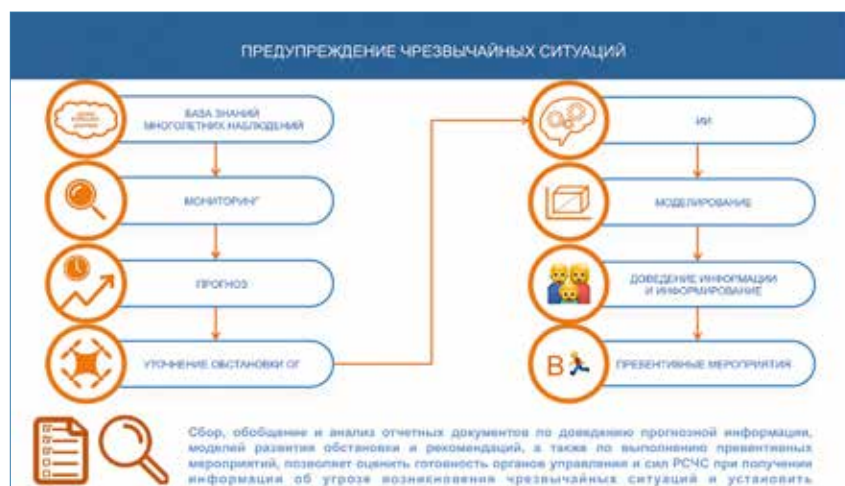 ПРЕДУПРЕЖДЕНИЕ ЧРЕЗВЫЧАЙНЫХ СИТУАЦИЙ
БАЗА ЗНАНИЙ
МНОГОЛЕТНИХ НАБЛЮДЕНИЙ
МОНИТОРИНГ
ПРОГНОЗ
УТОЧНЕНИЕ ОБСТАНОВКИ ОГ
ИИ
МОДЕЛИРОВАНИЕ
ДОВЕДЕНИЕ ИНФОРМАЦИИ
И ИНФОРМИРОВАНИЕ
В
ПРЕВЕНТИВНЫЕ МЕРОПРИЯТИЯ
Сбор, обобщение и анализ отчетных документов по доведению прогнозной информации,
моделей развития обстановки и рекомендаций, а также по выполнению превентивных
мероприятий, позволяет оценить готовность органов управления и сил РСЧС при получении
информации об угрозе возникновения чрезвычайных ситуаций и установить